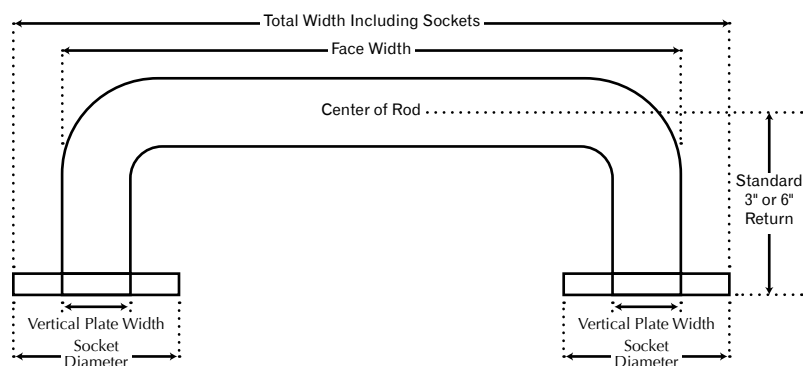 Total Width Including Sockets
Face Width
Center of Rod
Standard
3" or 6"
Return
Vertical Plate Width
Socket
Diameter
Vertical Plate Width
Socket
Diameter